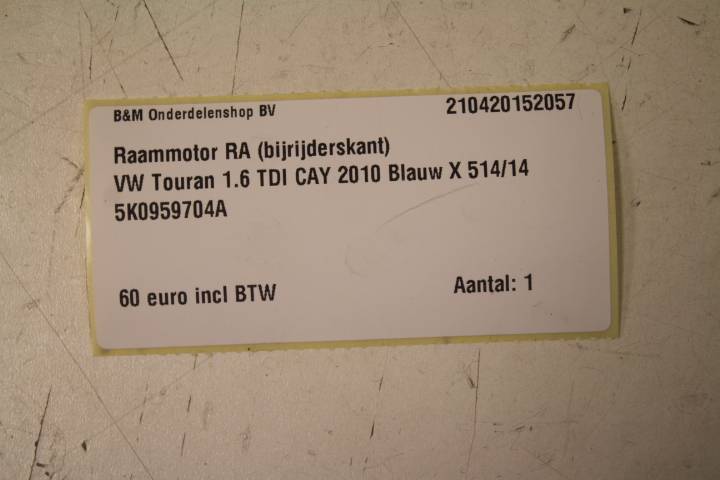 B&M Onderdelenshop BV 210420152057
Raammotor RA (bijrijderskant)
VW Touran 1.6 TDI CAY 2010 Blauw X 514/14
5K0959704A
60 euro incl BTW Aantal: 1